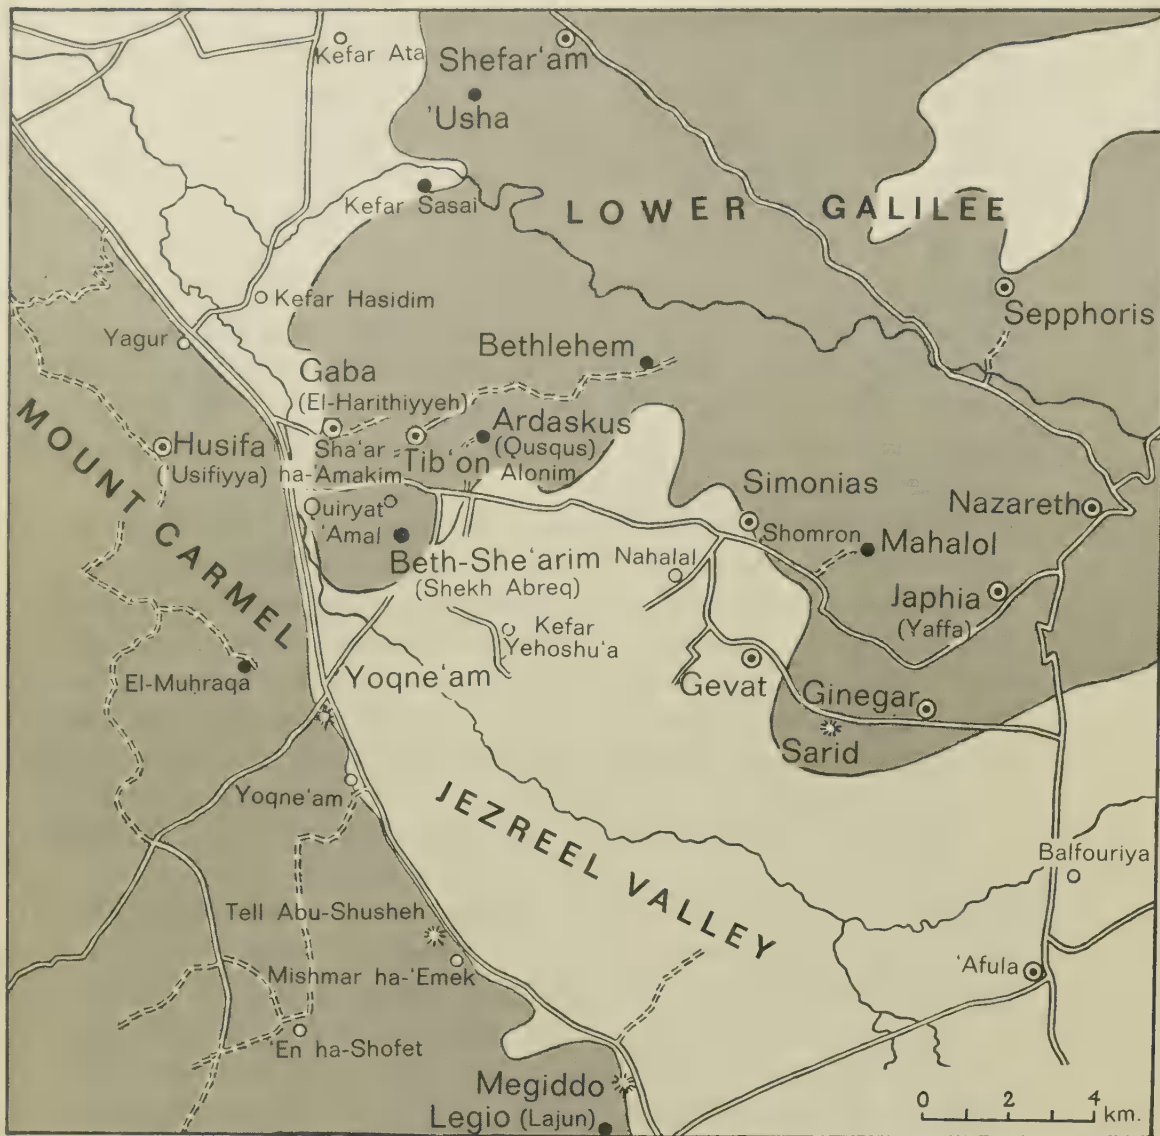 Kefar Ata
Shefar'am
'Usha
Kefar Sasai
LOWER GALILEE
Kefar Hasidim
Sepphoris
Yagur
Bethlehem
Gaba
(El-Harithiyyeh)
MOUNT CARMEL
Husifa
('Usifiyya)
Sha'ar
ha-'Amakim
Tib'on
Ardaskus
(Qusqus)
Alonim
Simonias
Shomron
Nazareth
Quiryat
'Amal
Mahalol
Beth-She'arim
(Shekh Abreq)
Nahalal
Japhia
(Yaffa)
Kefar
Yehoshu'a
El-Muḥraqa
Yoqne'am
Gevat
Ginegar
Sarid
Yoqne'am
JEZREEL VALLEY
Balfouriya
Tell Abu-Shusheh
'Afula
Mishmar ha-'Emek
'En ha-Shofet
Megiddo
Legio (Lajun)
0 2 4
km.